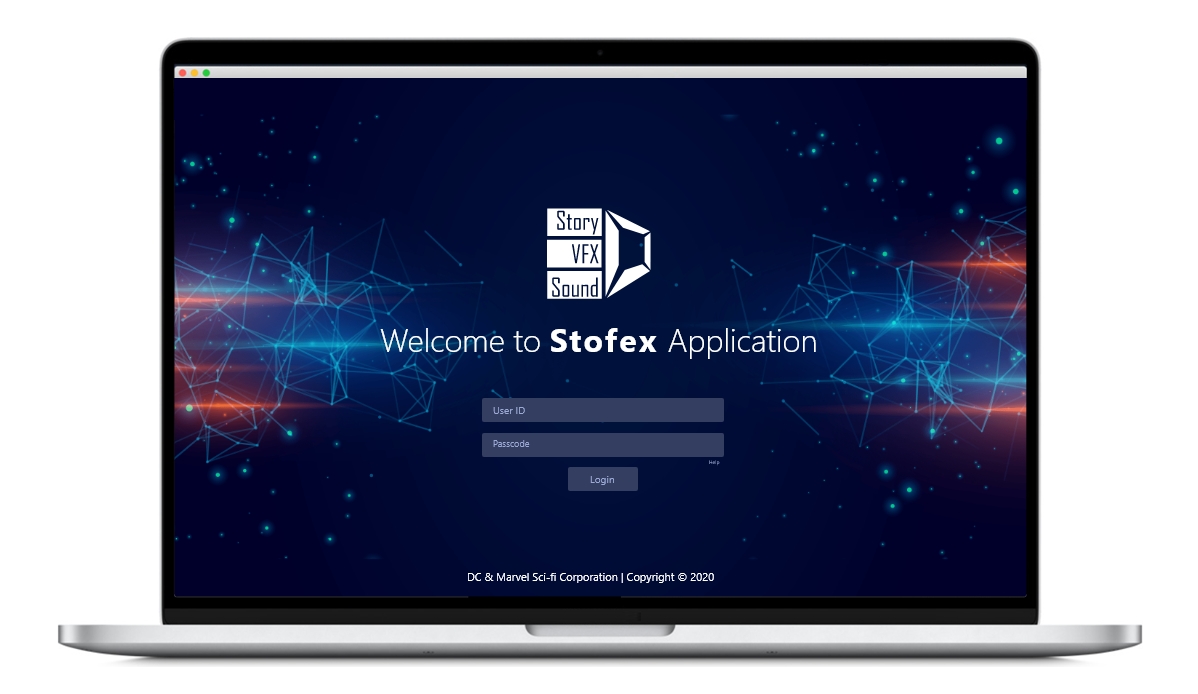 Story
VFX
Sound
Welcome to Stofex Application
User ID
Passcode
Help
Login
DC & Marvel Sci-fi Corporation | Copyright © 2020